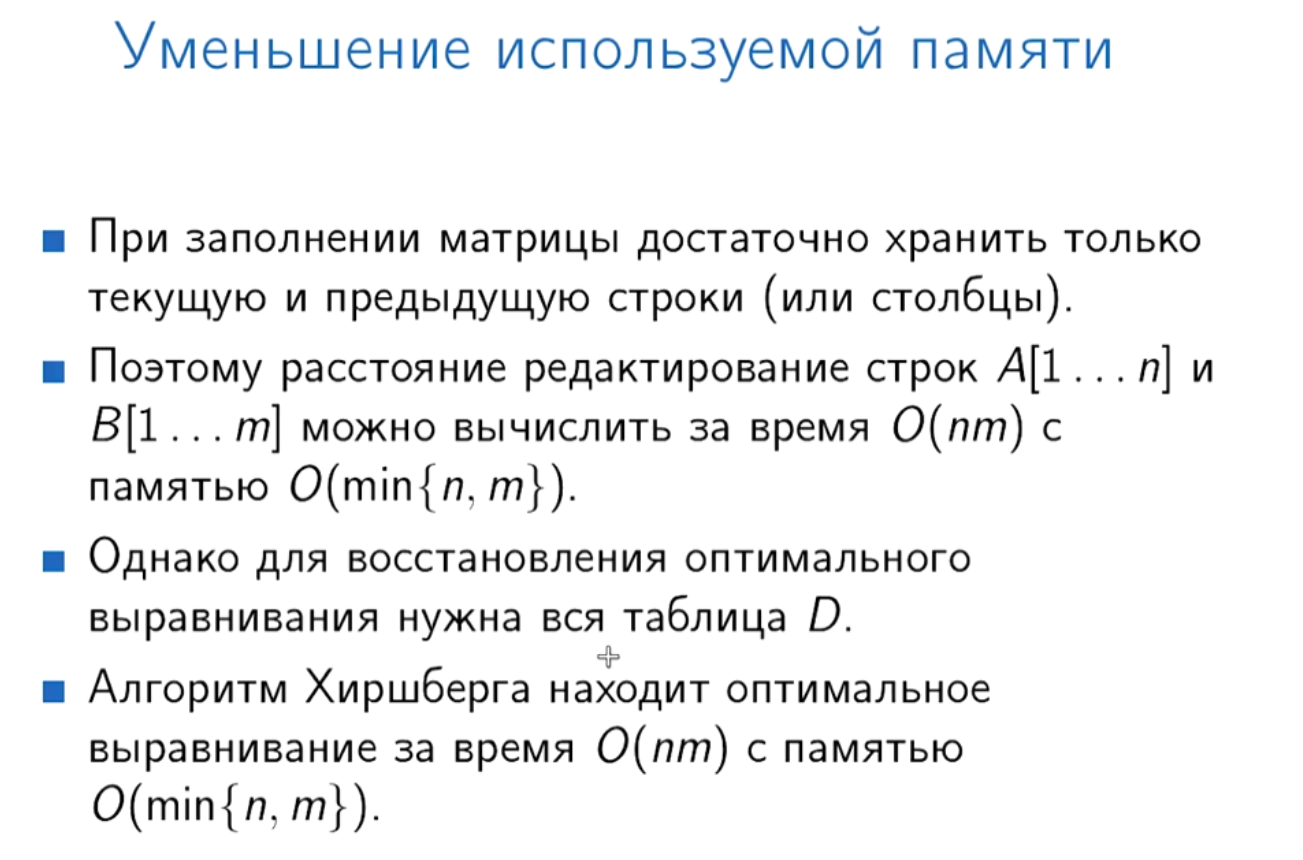 Уменьшение используемой памяти
При заполнении матрицы достаточно хранить только
текущую и предыдущую строки (или столбцы).
Поэтому расстояние редактирование строк A[1 . . . n] и
B[1 . . . m] можно вычислить за время O(nm) с
памятью O(min{n, m}).
Однако для восстановления оптимального
выравнивания нужна вся таблица D.
Алгоритм Хиршберга находит оптимальное
выравнивание за время O(nm) с памятью
O(min{n, m}).